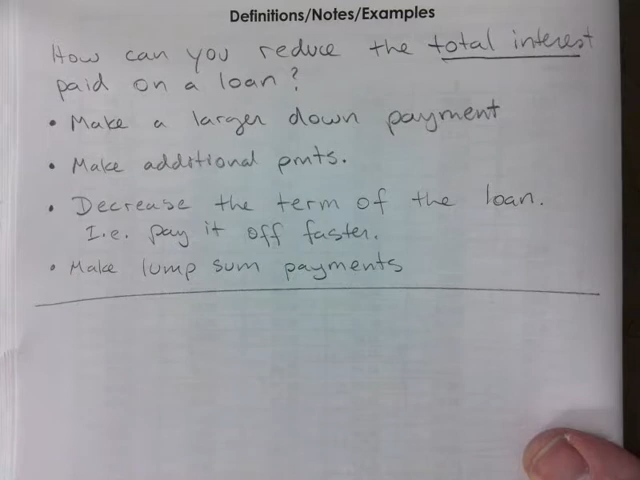 Definitions/Notes/Examples
How can you reduce the total interest
paid on a loan?
• Make a larger down payment
• Make additional pmts.
• Decrease the term of the loan.
I.e. pay it off faster.
• Make lump sum payments